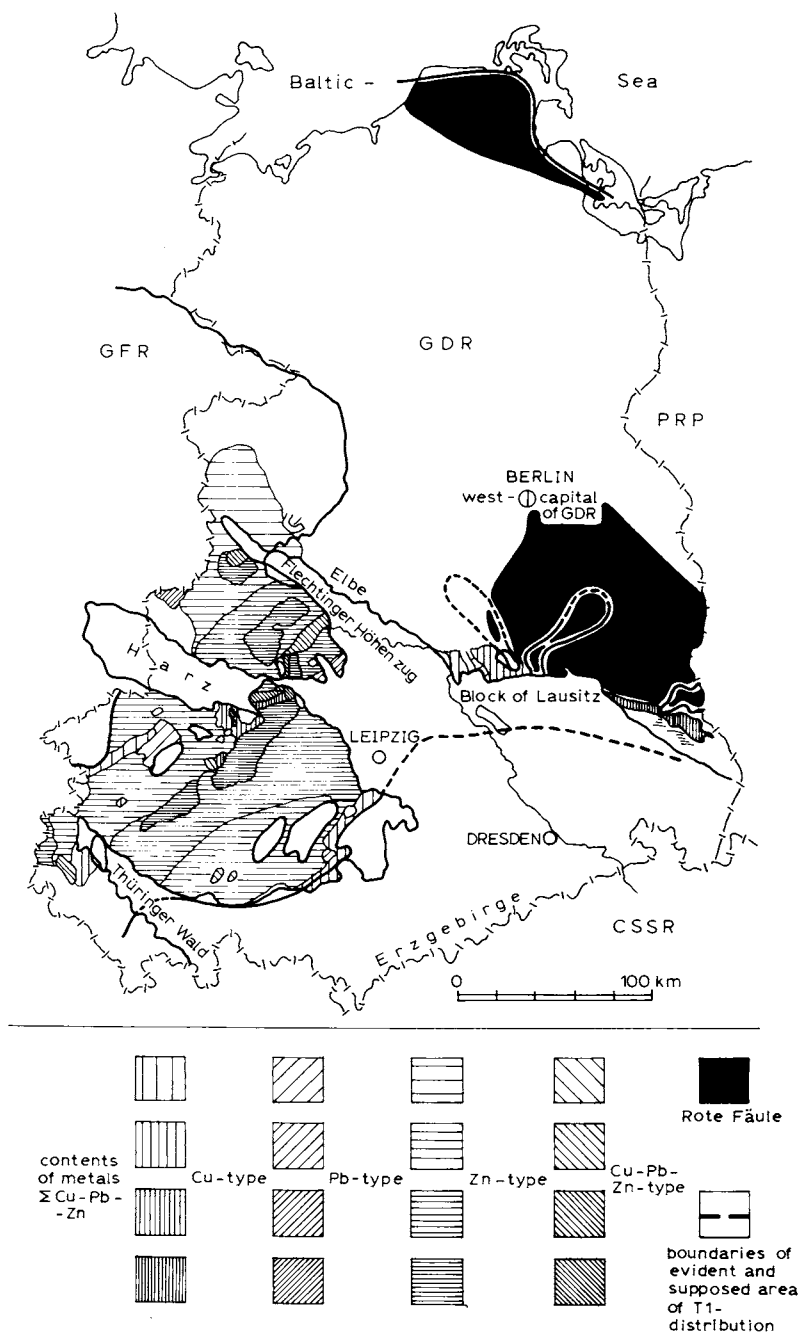 Baltic –
Sea
GFR
GDR
PRP
BERLIN
west – capital
of GDR
Elbe
Flechtinger Höhenzug
Harz
Block of Lausitz
LEIPZIG
DRESDEN
Thüringer Wald
Erzgebirge
CSSR
0 100 km
contents
of metals
Σ Cu-Pb-
-Zn
Cu-type
Pb-type
Zn-type
Cu-Pb-
Zn-type
Rote Fäule
boundaries of
evident and
supposed area
of T1-
distribution